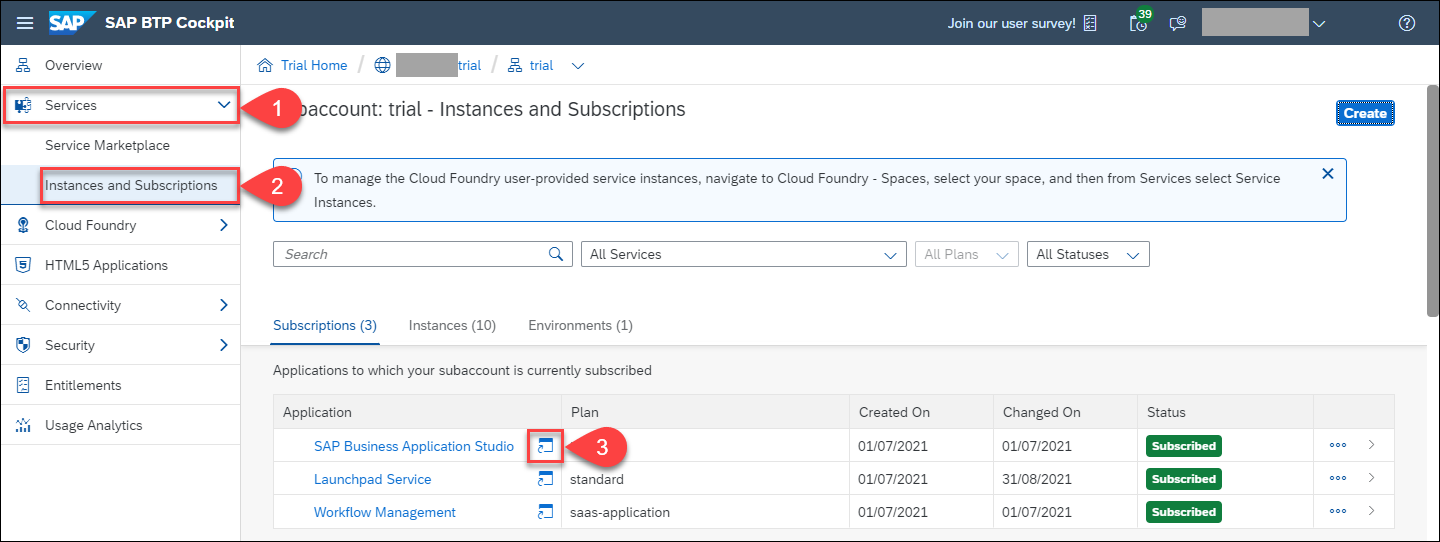 SAP SAP BTP Cockpit Join our user survey! 39
Overview
Trial Home / trial / trial
Services
1
baccount: trial - Instances and Subscriptions
Create
Service Marketplace
Instances and Subscriptions
2
To manage the Cloud Foundry user-provided service instances, navigate to Cloud Foundry - Spaces, select your space, and then from Services select Service
Instances.
Cloud Foundry
HTML5 Applications
Connectivity
Security
Entitlements
Usage Analytics
Search All Services All Plans All Statuses
Subscriptions (3) Instances (10) Environments (1)
Applications to which your subaccount is currently subscribed
Application Plan Created On Changed On Status
SAP Business Application Studio 3 01/07/2021 01/07/2021 Subscribed
Launchpad Service standard 01/07/2021 31/08/2021 Subscribed
Workflow Management saas-application 01/07/2021 01/07/2021 Subscribed